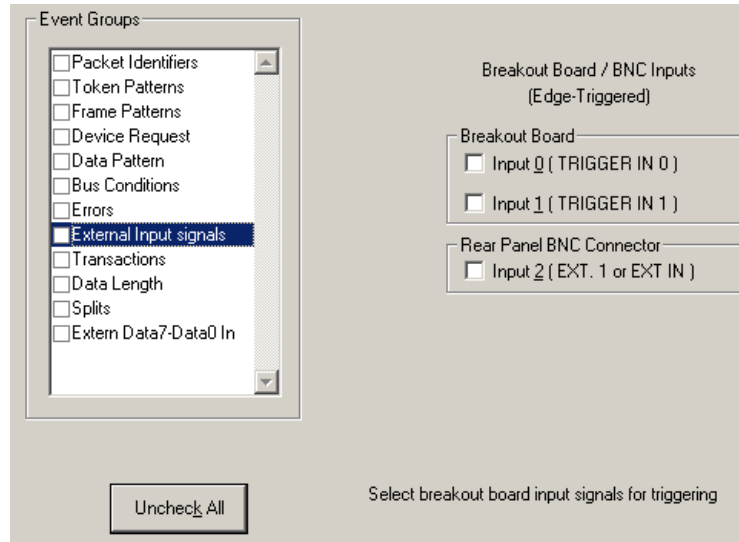 Event Groups
Packet Identifiers
Token Patterns
Frame Patterns
Device Request
Data Pattern
Bus Conditions
Errors
External Input signals
Transactions
Data Length
Splits
Extern Data7-Data0 In
Uncheck All
Breakout Board / BNC Inputs
(Edge-Triggered)
Breakout Board
Input 0 ( TRIGGER IN 0 )
Input 1 ( TRIGGER IN 1 )
Rear Panel BNC Connector
Input 2 ( EXT. 1 or EXT IN )
Select breakout board input signals for triggering